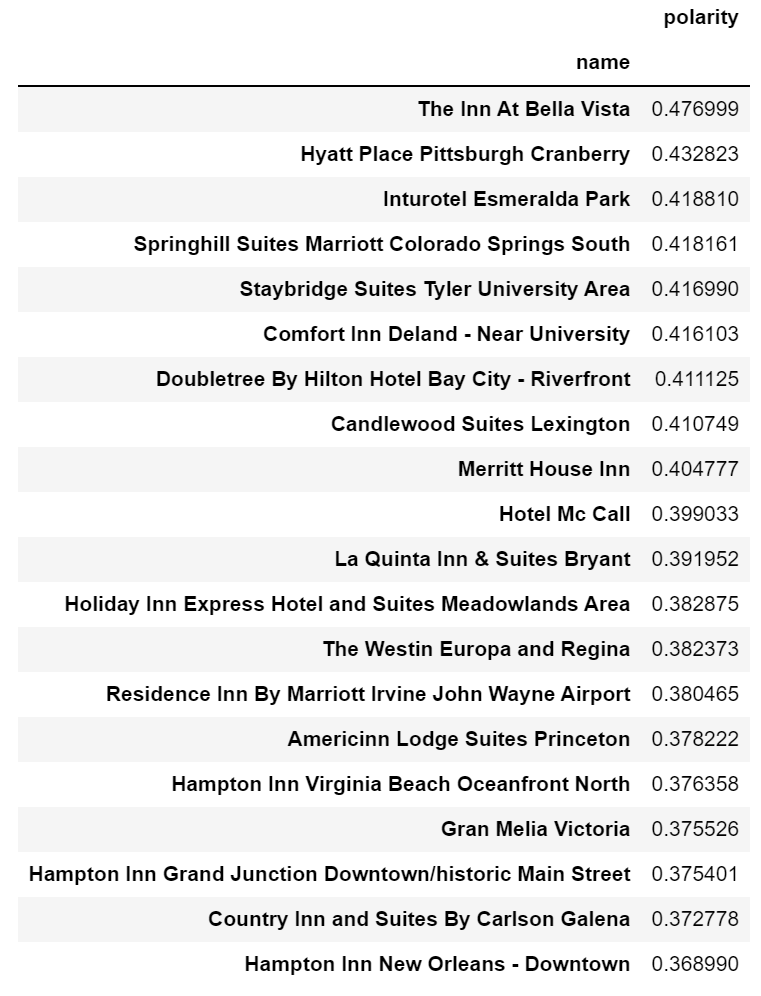 polarity
name
The Inn At Bella Vista 0.476999
Hyatt Place Pittsburgh Cranberry 0.432823
Inturotel Esmeralda Park 0.418810
Springhill Suites Marriott Colorado Springs South 0.418161
Staybridge Suites Tyler University Area 0.416990
Comfort Inn Deland - Near University 0.416103
Doubletree By Hilton Hotel Bay City - Riverfront 0.411125
Candlewood Suites Lexington 0.410749
Merritt House Inn 0.404777
Hotel Mc Call 0.399033
La Quinta Inn & Suites Bryant 0.391952
Holiday Inn Express Hotel and Suites Meadowlands Area 0.382875
The Westin Europa and Regina 0.382373
Residence Inn By Marriott Irvine John Wayne Airport 0.380465
Americinn Lodge Suites Princeton 0.378222
Hampton Inn Virginia Beach Oceanfront North 0.376358
Gran Melia Victoria 0.375526
Hampton Inn Grand Junction Downtown/historic Main Street 0.375401
Country Inn and Suites By Carlson Galena 0.372778
Hampton Inn New Orleans - Downtown 0.368990